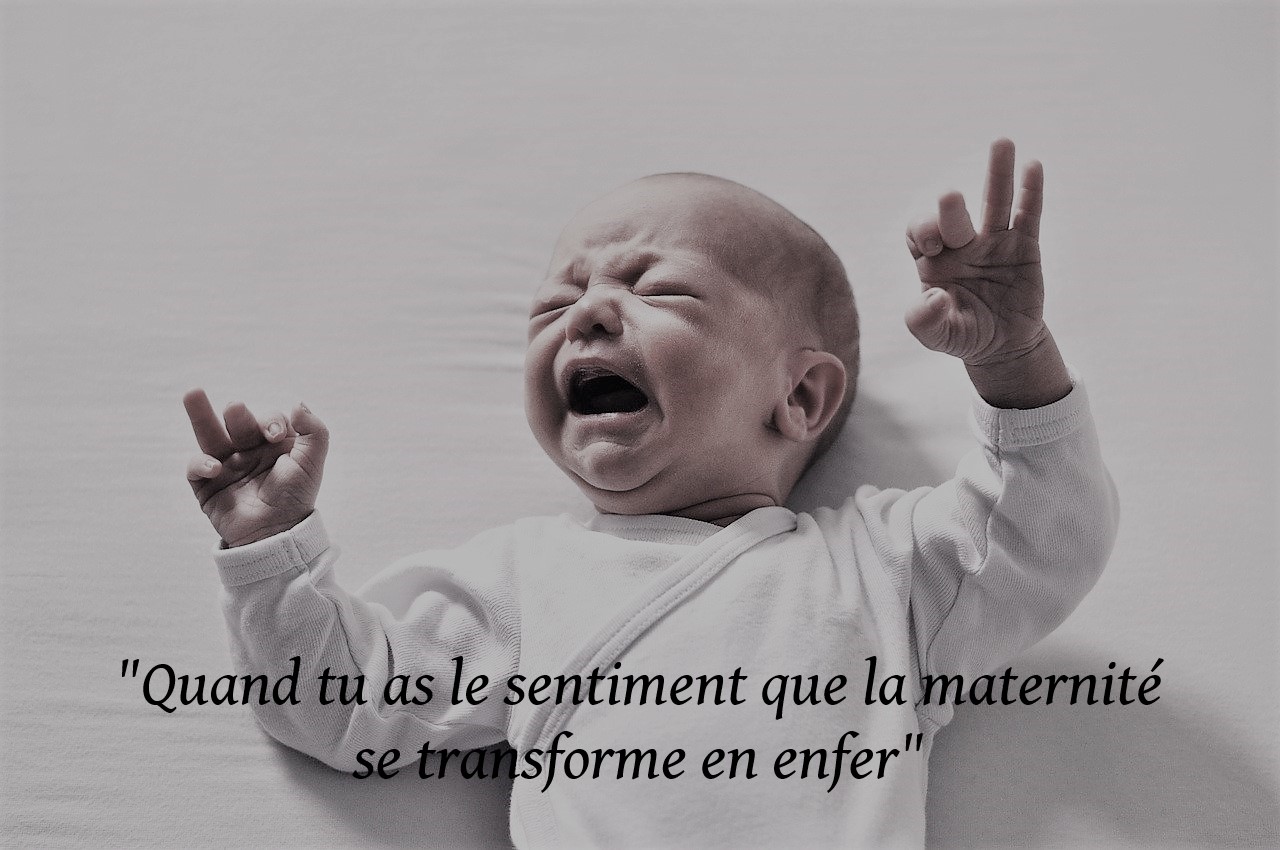 "Quand tu as le sentiment que la maternité
se transforme en enfer"